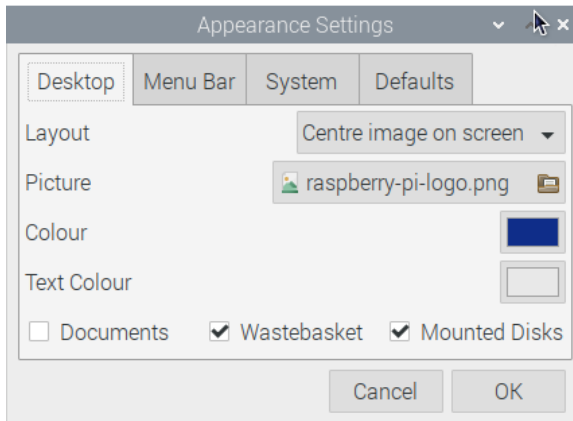 Appearance Settings
Desktop Menu Bar System Defaults
Layout Centre image on screen
Picture raspberry-pi-logo.png
Colour
Text Colour
Documents Wastebasket Mounted Disks
Cancel OK